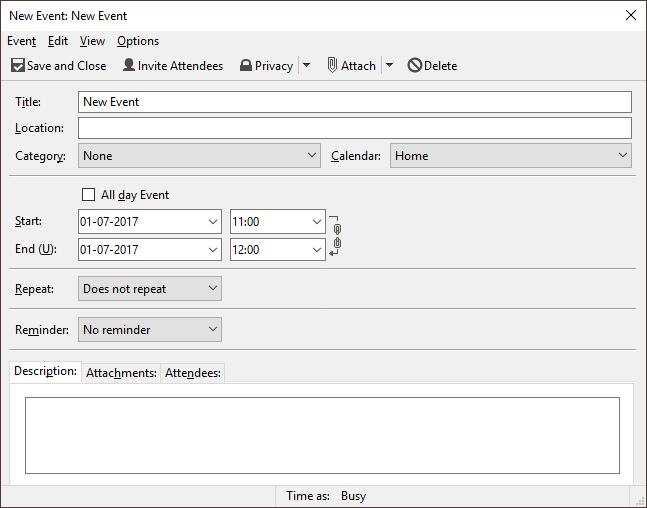 New Event: New Event
Event Edit View Options
Save and Close Invite Attendees Privacy Attach Delete
Title: New Event
Location:
Category: None Calendar: Home
All day Event
Start: 01-07-2017 11:00
End (U): 01-07-2017 12:00
Repeat: Does not repeat
Reminder: No reminder
Description: Attachments: Attendees:
Time as: Busy